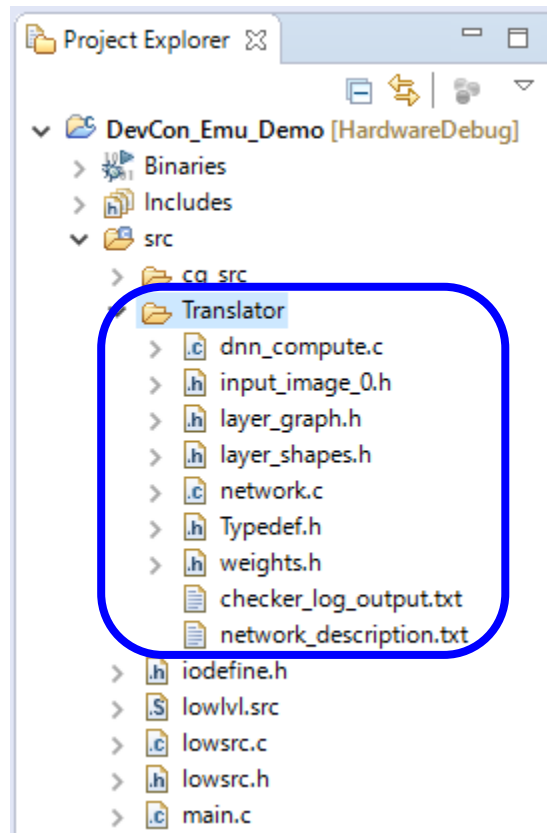 Project Explorer
DevCon_Emu_Demo [HardwareDebug]
Binaries
Includes
src
cg_src
Translator
dnn_compute.c
input_image_0.h
layer_graph.h
layer_shapes.h
network.c
Typedef.h
weights.h
checker_log_output.txt
network_description.txt
iodefine.h
lowlvl.src
lowsrc.c
lowsrc.h
main.c